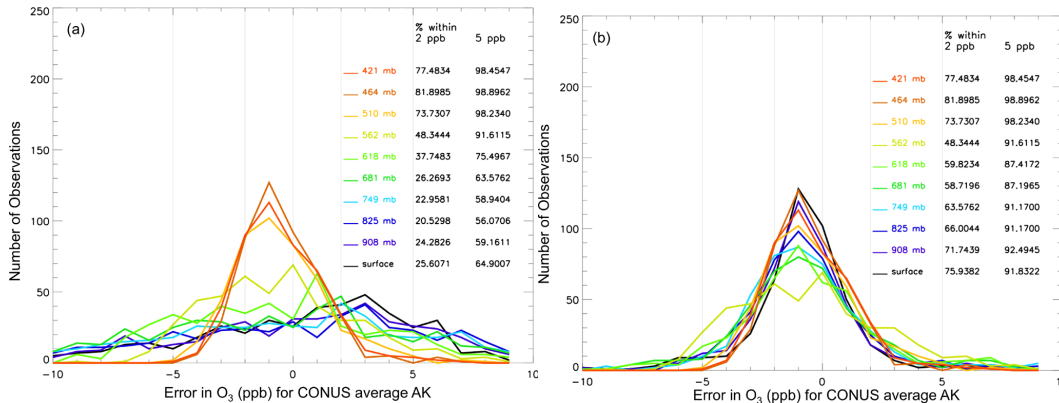 (a)
% within
2 ppb 5 ppb
421 mb 77.4834 98.4547
464 mb 81.8985 98.8962
510 mb 73.7307 98.2340
562 mb 48.3444 91.6115
618 mb 37.7483 75.4967
681 mb 26.2693 63.5762
749 mb 22.9581 58.9404
825 mb 20.5298 56.0706
908 mb 24.2826 59.1611
surface 25.6071 64.9007
Number of Observations
250
200
150
100
50
0
−10 −5 0 5 10
Error in O₃ (ppb) for CONUS average AK
(b)
% within
2 ppb 5 ppb
421 mb 77.4834 98.4547
464 mb 81.8985 98.8962
510 mb 73.7307 98.2340
562 mb 48.3444 91.6115
618 mb 59.8234 87.4172
681 mb 58.7196 87.1965
749 mb 63.5762 91.1700
825 mb 66.0044 91.1700
908 mb 71.7439 92.4945
surface 75.9382 91.8322
Number of Observations
250
200
150
100
50
0
−10 −5 0 5 1
Error in O₃ (ppb) for CONUS average AK